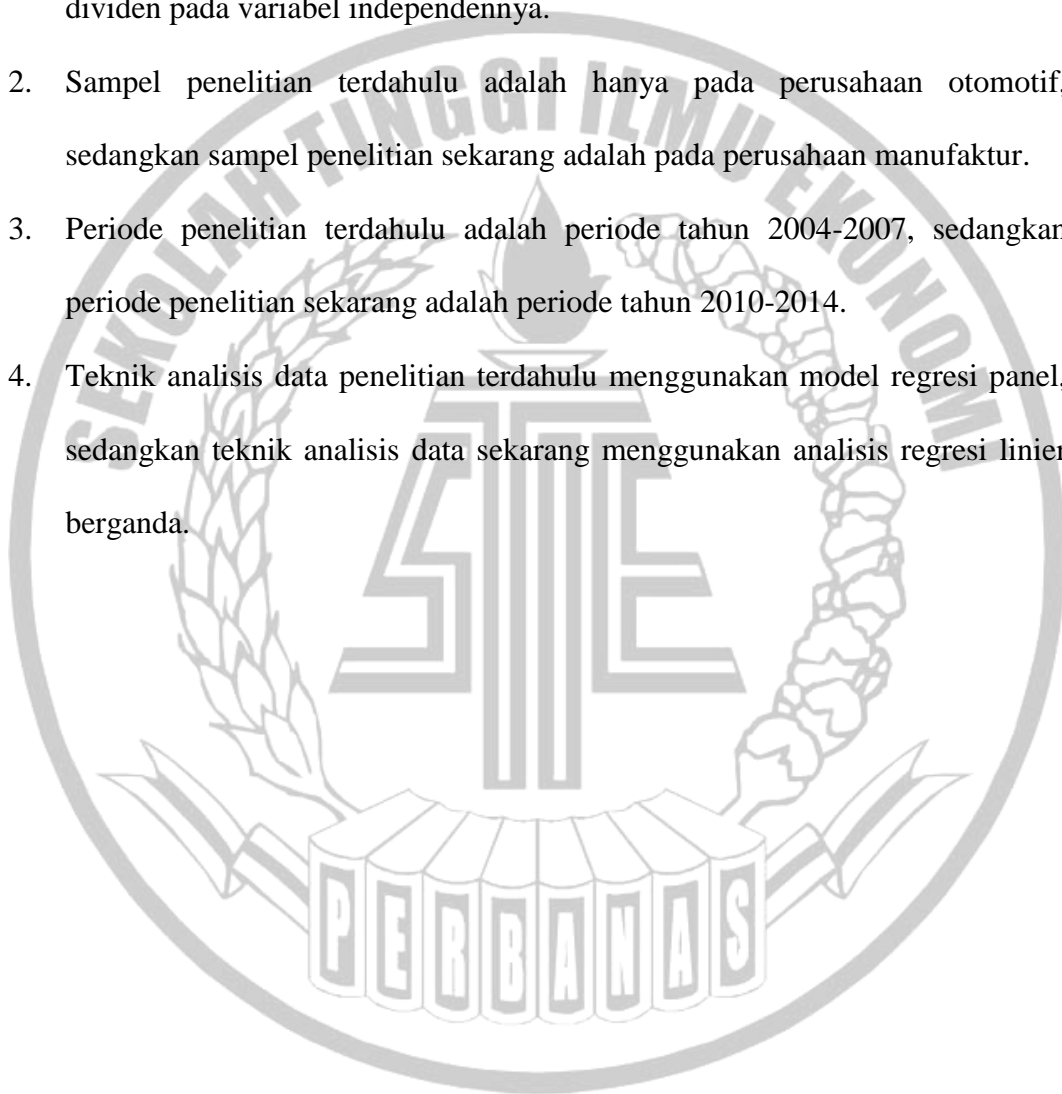 dividen pada variabel independennya.
2. Sampel penelitian terdahulu adalah hanya pada perusahaan otomotif,
sedangkan sampel penelitian sekarang adalah pada perusahaan manufaktur.
3. Periode penelitian terdahulu adalah periode tahun 2004-2007, sedangkan
periode penelitian sekarang adalah periode tahun 2010-2014.
4. Teknik analisis data penelitian terdahulu menggunakan model regresi panel,
sedangkan teknik analisis data sekarang menggunakan analisis regresi linier
berganda.
SEKOLAH TINGGI ILMU EKONOMI
STIE
PERBANAS